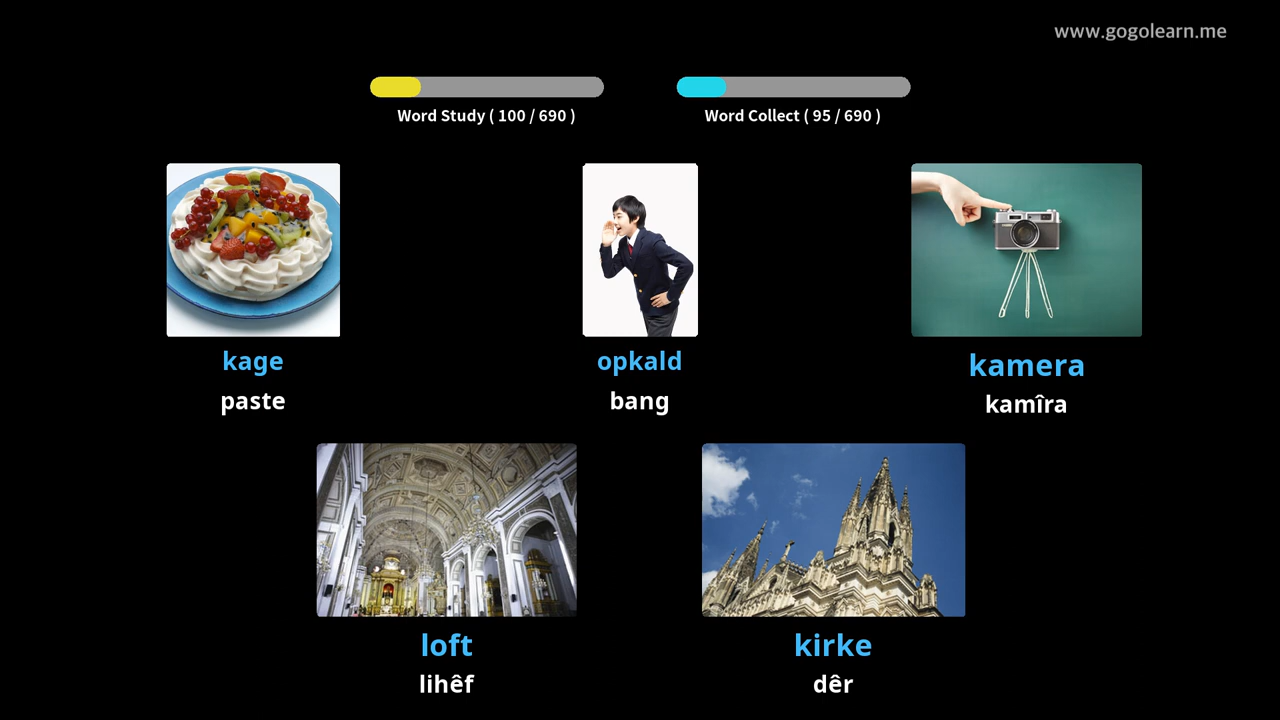 www.gogolearn.me
Word Study ( 100 / 690 )
Word Collect ( 95 / 690 )
kage
paste
opkald
bang
kamera
kamîra
loft
lihêf
kirke
dêr